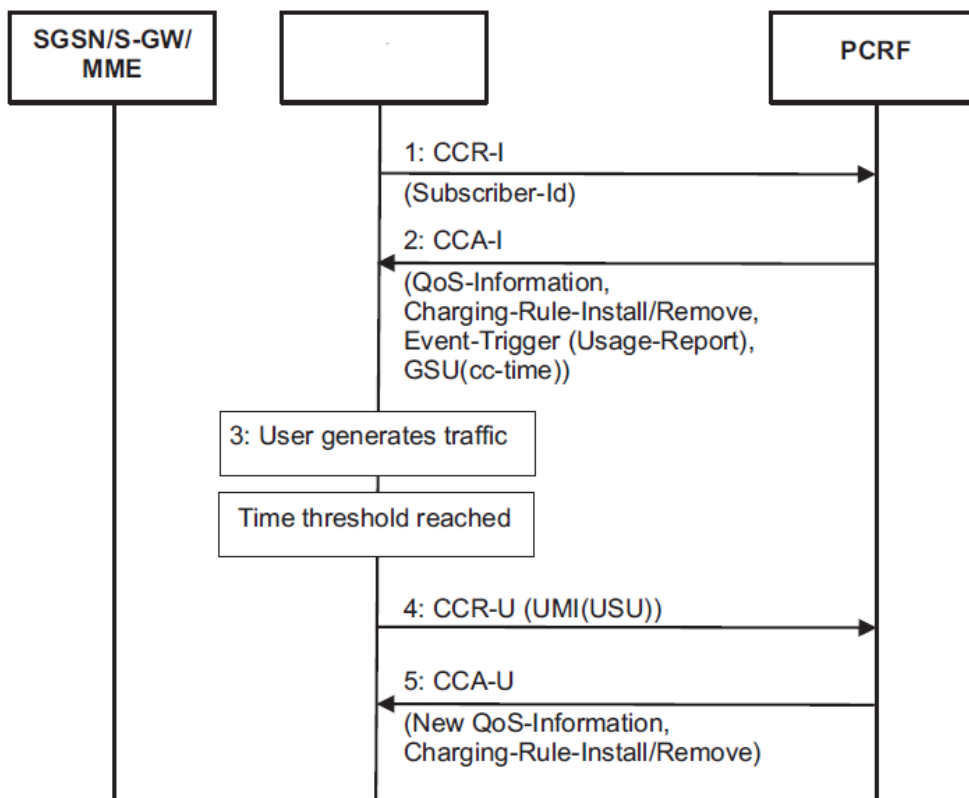 SGSN/S-GW/
MME
PCRF
1: CCR-I
(Subscriber-Id)
2: CCA-I
(QoS-Information,
Charging-Rule-Install/Remove,
Event-Trigger (Usage-Report),
GSU(cc-time))
3: User generates traffic
Time threshold reached
4: CCR-U (UMI(USU))
5: CCA-U
(New QoS-Information,
Charging-Rule-Install/Remove)